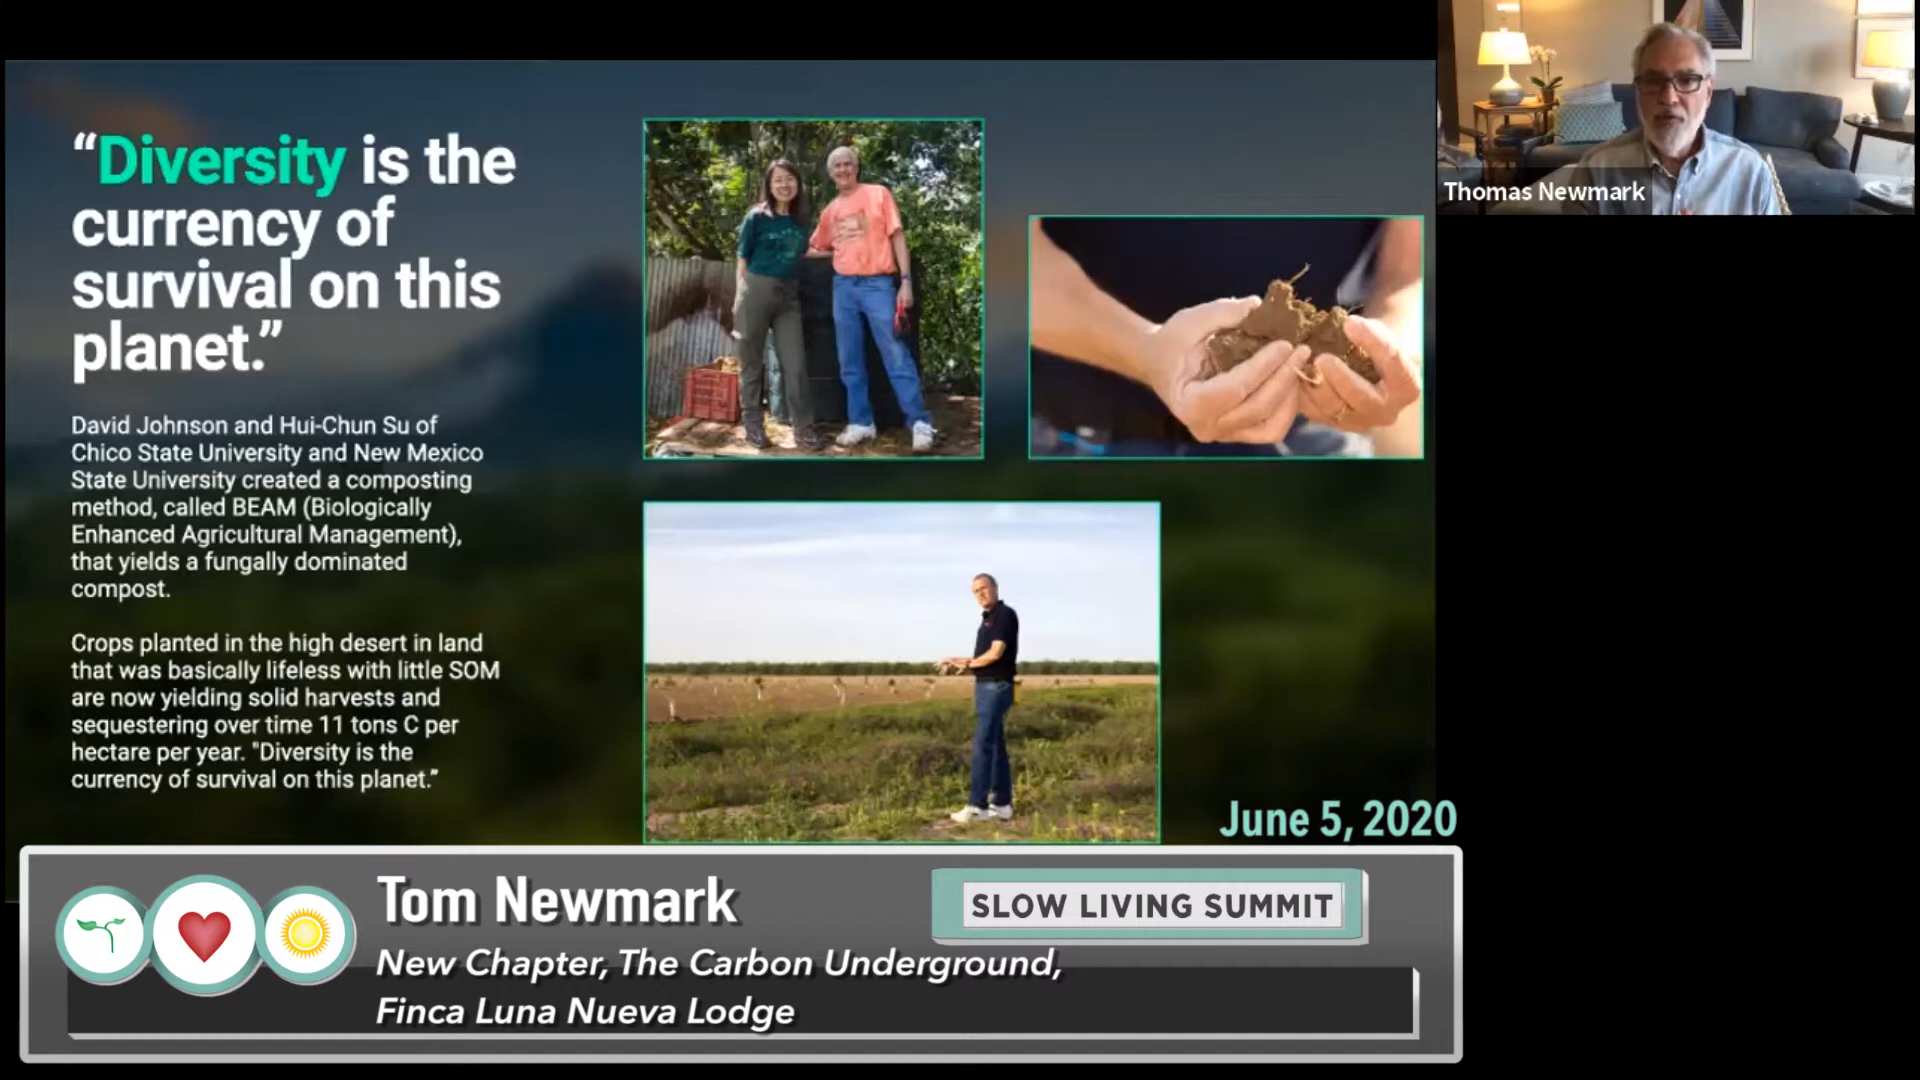 “Diversity is the
currency of
survival on this
planet.”
David Johnson and Hui-Chun Su of
Chico State University and New Mexico
State University created a composting
method, called BEAM (Biologically
Enhanced Agricultural Management),
that yields a fungally dominated
compost.
Crops planted in the high desert in land
that was basically lifeless with little SOM
are now yielding solid harvests and
sequestering over time 11 tons C per
hectare per year. "Diversity is the
currency of survival on this planet.”
Thomas Newmark
June 5, 2020
Tom Newmark
SLOW LIVING SUMMIT
New Chapter, The Carbon Underground,
Finca Luna Nueva Lodge